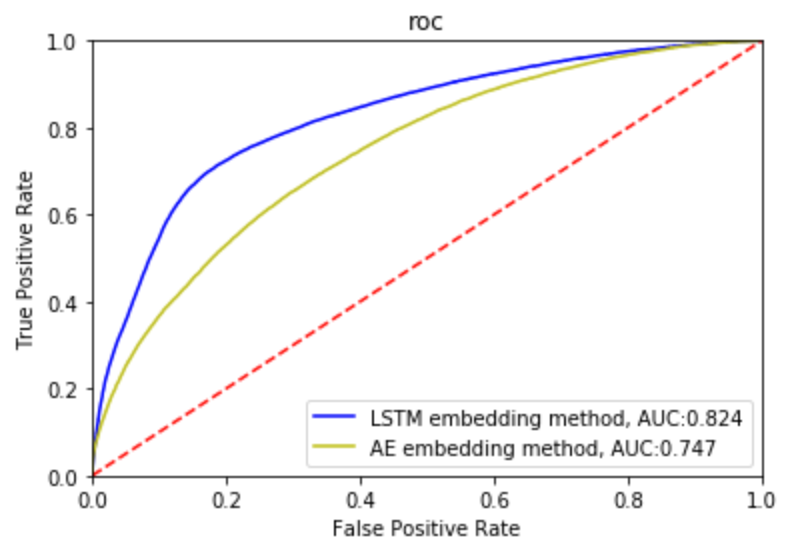 roc
1.0
0.8
0.6
0.4
0.2
0.0
True Positive Rate
LSTM embedding method, AUC:0.824
AE embedding method, AUC:0.747
0.0 0.2 0.4 0.6 0.8 1.0
False Positive Rate